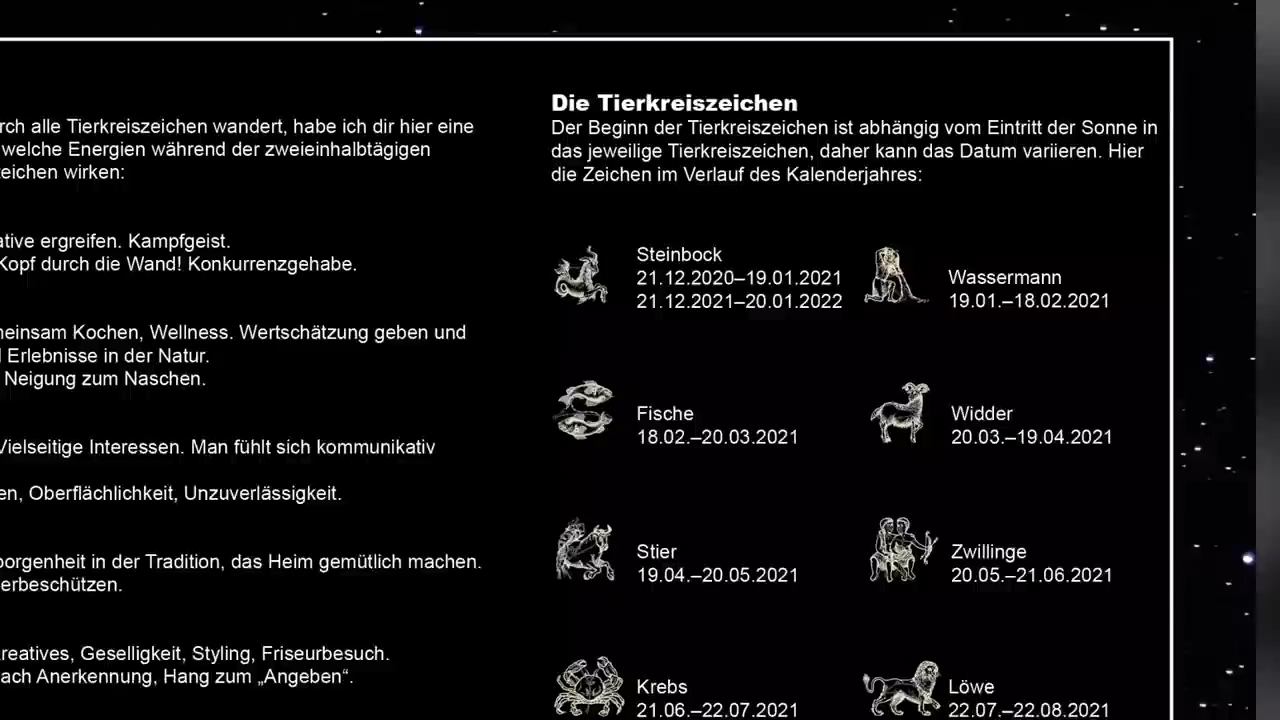 rch alle Tierkreiszeichen wandert, habe ich dir hier eine
welche Energien während der zweieinhalbtägigen
eichen wirken:
ative ergreifen. Kampfgeist.
Kopf durch die Wand! Konkurrenzgehabe.
meinsam Kochen, Wellness. Wertschätzung geben und
Erlebnisse in der Natur.
Neigung zum Naschen.
Vielseitige Interessen. Man fühlt sich kommunikativ
en, Oberflächlichkeit, Unzuverlässigkeit.
borgenheit in der Tradition, das Heim gemütlich machen.
erbeschützen.
reatives, Geselligkeit, Styling, Friseurbesuch.
ach Anerkennung, Hang zum „Angeben“.
Die Tierkreiszeichen
Der Beginn der Tierkreiszeichen ist abhängig vom Eintritt der Sonne in
das jeweilige Tierkreiszeichen, daher kann das Datum variieren. Hier
die Zeichen im Verlauf des Kalenderjahres:
Steinbock
21.12.2020–19.01.2021
21.12.2021–20.01.2022
Wassermann
19.01.–18.02.2021
Fische
18.02.–20.03.2021
Widder
20.03.–19.04.2021
Stier
19.04.–20.05.2021
Zwillinge
20.05.–21.06.2021
Krebs
21.06.–22.07.2021
Löwe
22.07.–22.08.2021